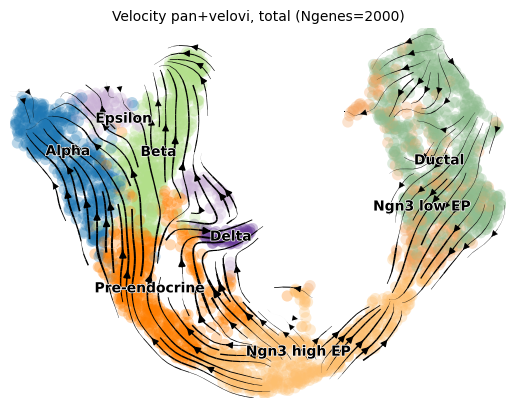 Velocity pan+velovi, total (Ngenes=2000)
Epsilon
Alpha
Beta
Ductal
Ngn3 low EP
Delta
Pre-endocrine
Ngn3 high EP